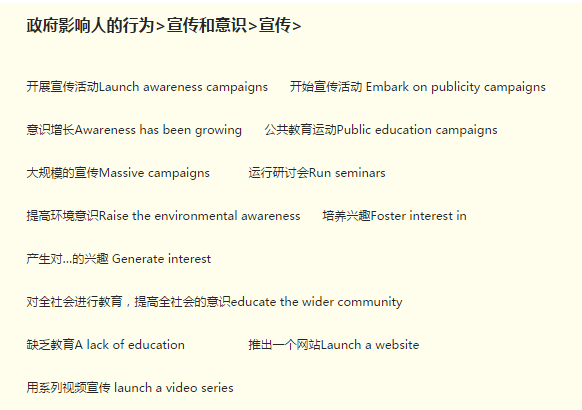 政府影响人的行为>宣传和意识>宣传>
开展宣传活动Launch awareness campaigns 开始宣传活动 Embark on publicity campaigns
意识增长Awareness has been growing 公共教育运动Public education campaigns
大规模的宣传Massive campaigns 运行研讨会Run seminars
提高环境意识Raise the environmental awareness 培养兴趣Foster interest in
产生对...的兴趣 Generate interest
对全社会进行教育，提高全社会的意识educate the wider community
缺乏教育A lack of education 推出一个网站Launch a website
用系列视频宣传 launch a video series